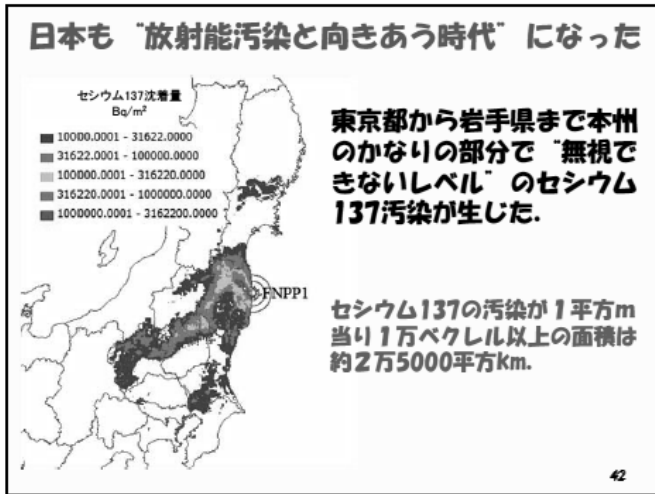 日本も “放射能汚染と向きあう時代” になった
セシウム137沈着量
Bq/m²
10000.0001 - 31622.0000
31622.0001 - 100000.0000
100000.0001 - 316220.0000
316220.0001 - 1000000.0000
1000000.0001 - 3162200.0000
FNPP1
東京都から岩手県まで本州
のかなりの部分で “無視で
きないレベル” のセシウム
137汚染が生じた.
セシウム137の汚染が1平方m
当り1万ベクレル以上の面積は
約2万5000平方km.
42